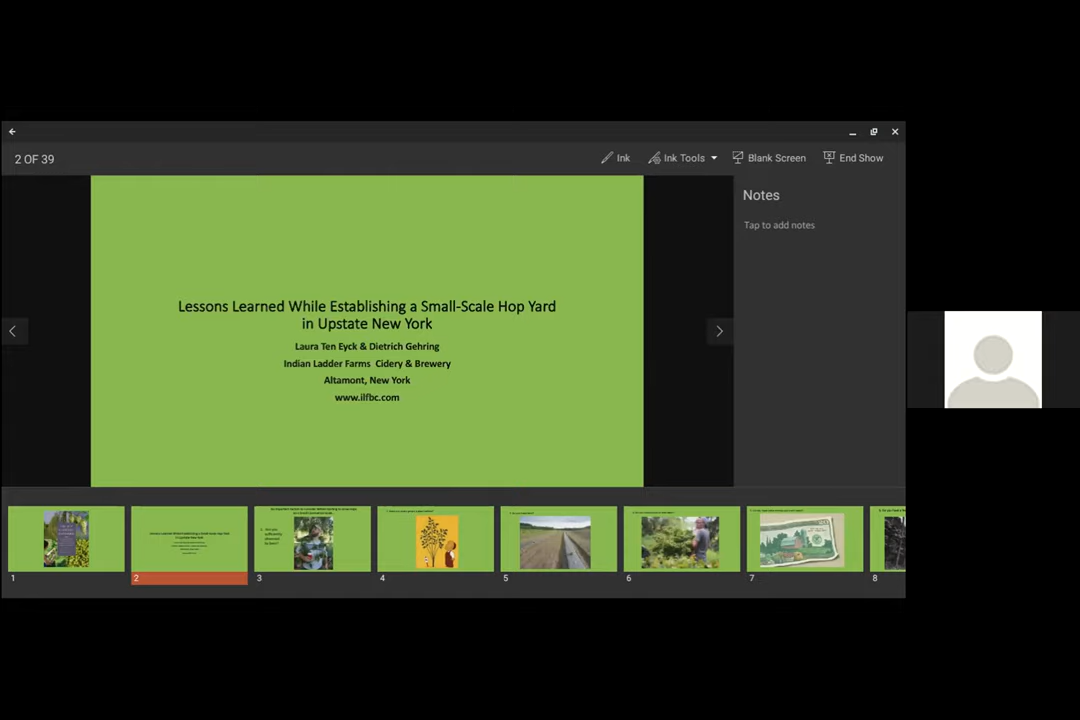 2 OF 39
Ink
Ink Tools
Blank Screen
End Show
Notes
Tap to add notes
Lessons Learned While Establishing a Small-Scale Hop Yard
in Upstate New York
Laura Ten Eyck & Dietrich Gehring
Indian Ladder Farms Cidery & Brewery
Altamont, New York
www.ilfbc.com
1
2
3
4
5
6
7
8